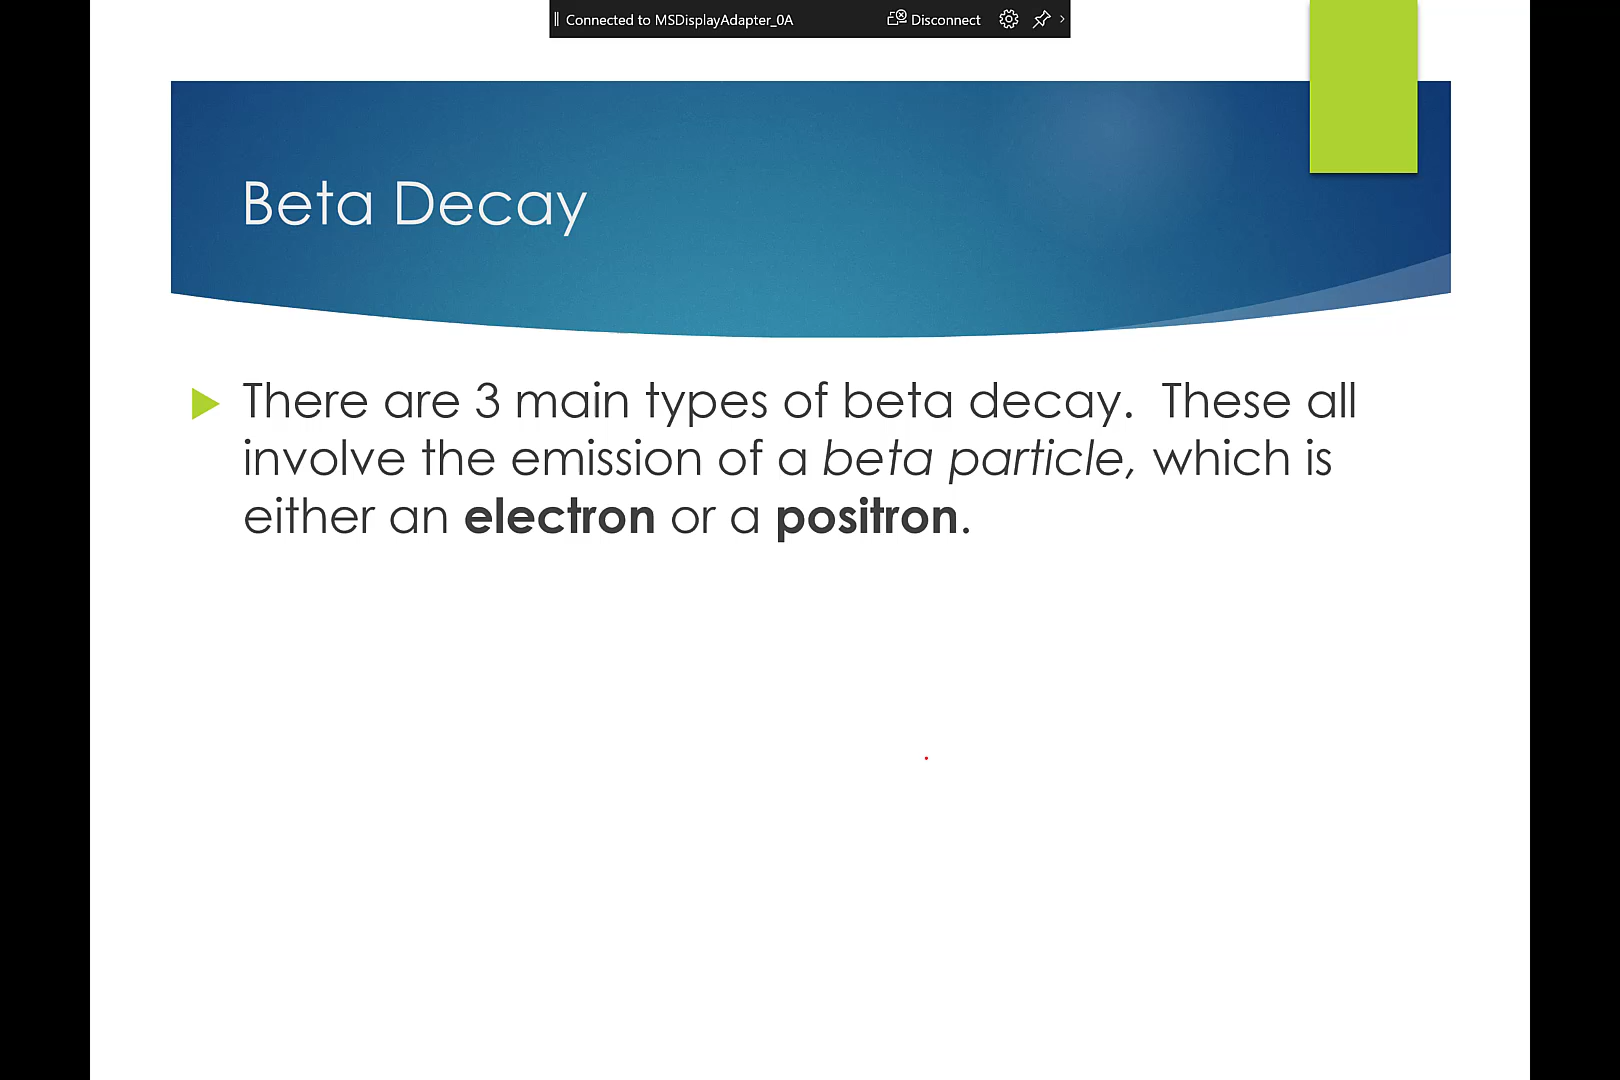 Connected to MSDisplayAdapter_0A Disconnect
Beta Decay
There are 3 main types of beta decay.  These all
involve the emission of a beta particle, which is
either an electron or a positron.